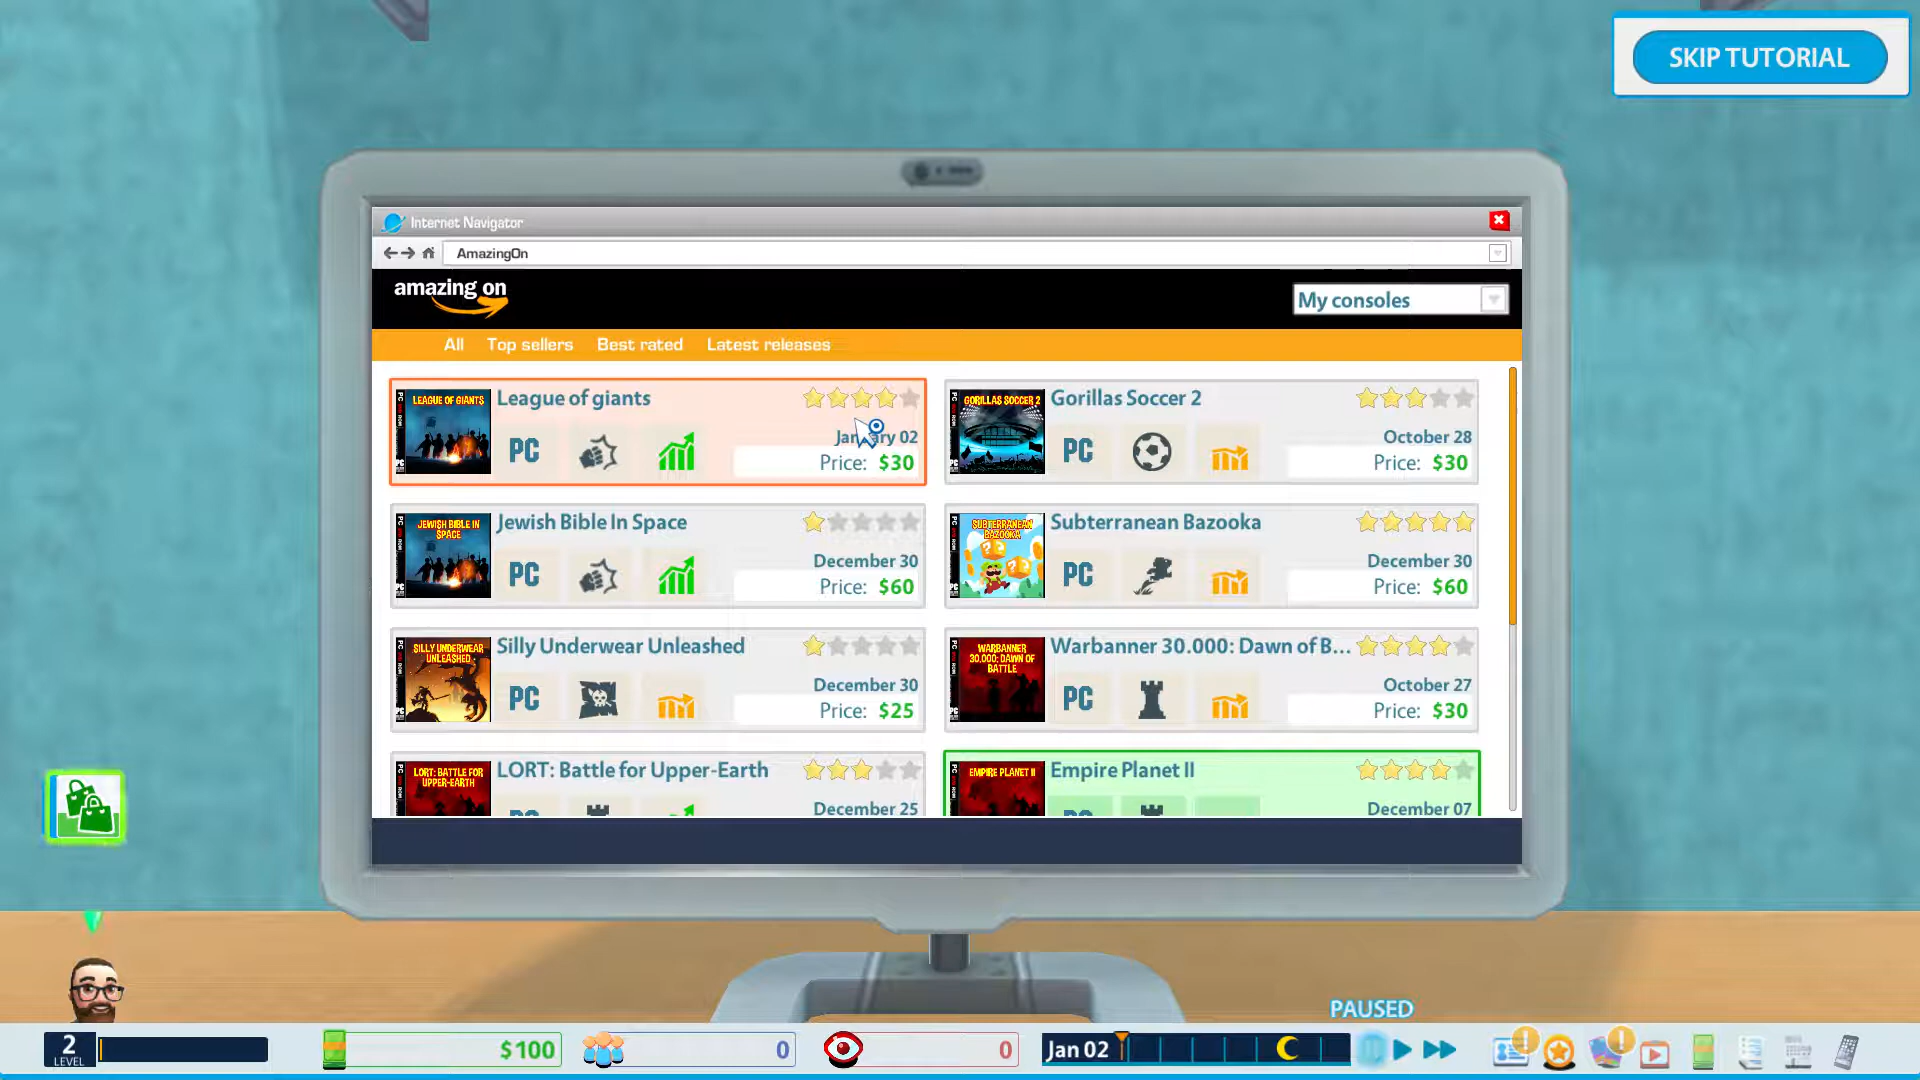 SKIP TUTORIAL
Internet Navigator
AmazingOn
amazing on
My consoles
All Top sellers Best rated Latest releases
LEAGUE OF GIANTS
League of giants
PC
January 02
Price: $30
GORILLAS SOCCER 2
Gorillas Soccer 2
PC
October 28
Price: $30
JEWISH BIBLE IN
SPACE
Jewish Bible In Space
PC
December 30
Price: $60
SUBTERRANEAN
BAZOOKA
Subterranean Bazooka
PC
December 30
Price: $60
SILLY UNDERWEAR
UNLEASHED
Silly Underwear Unleashed
PC
December 30
Price: $25
WARBANNER
30,000: DAWN OF
BATTLE
Warbanner 30.000: Dawn of B...
PC
October 27
Price: $30
LORT: BATTLE FOR
UPPER-EARTH
LORT: Battle for Upper-Earth
December 25
EMPIRE PLANET II
Empire Planet II
December 07
PAUSED
2
LEVEL
$100
0
0
Jan 02